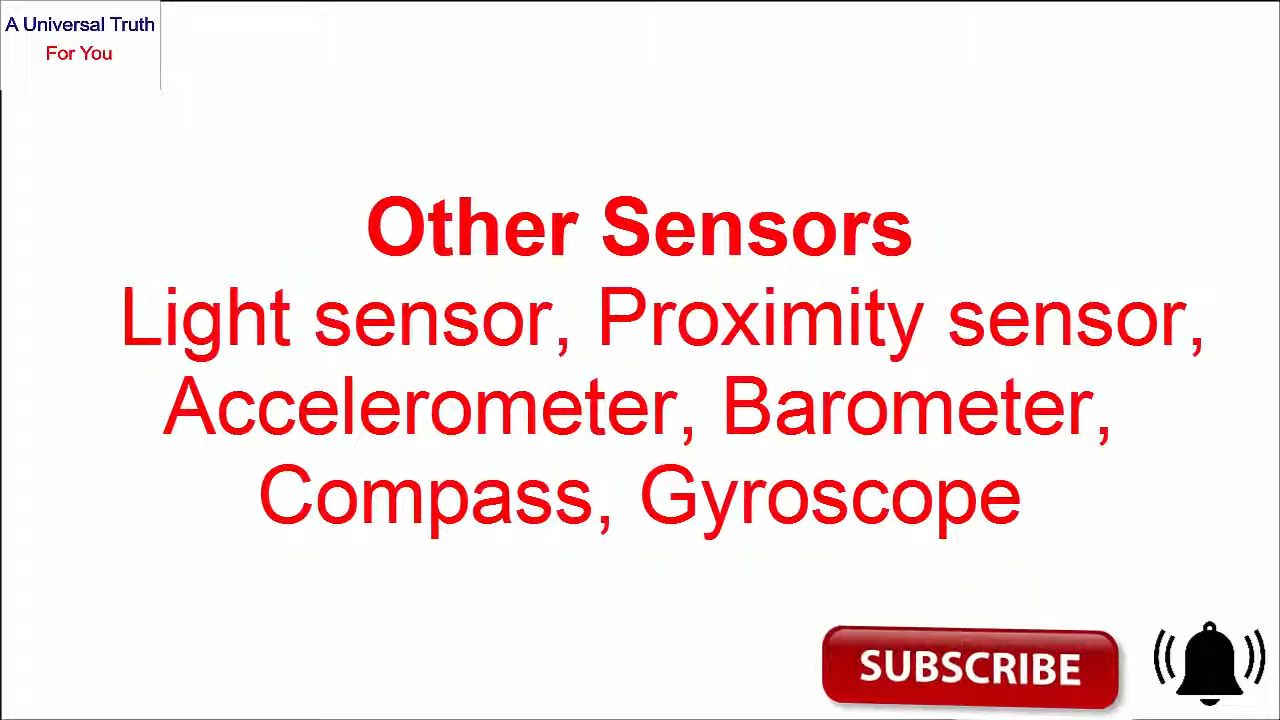 A Universal Truth
For You
Other Sensors
Light sensor, Proximity sensor,
Accelerometer, Barometer,
Compass, Gyroscope
SUBSCRIBE